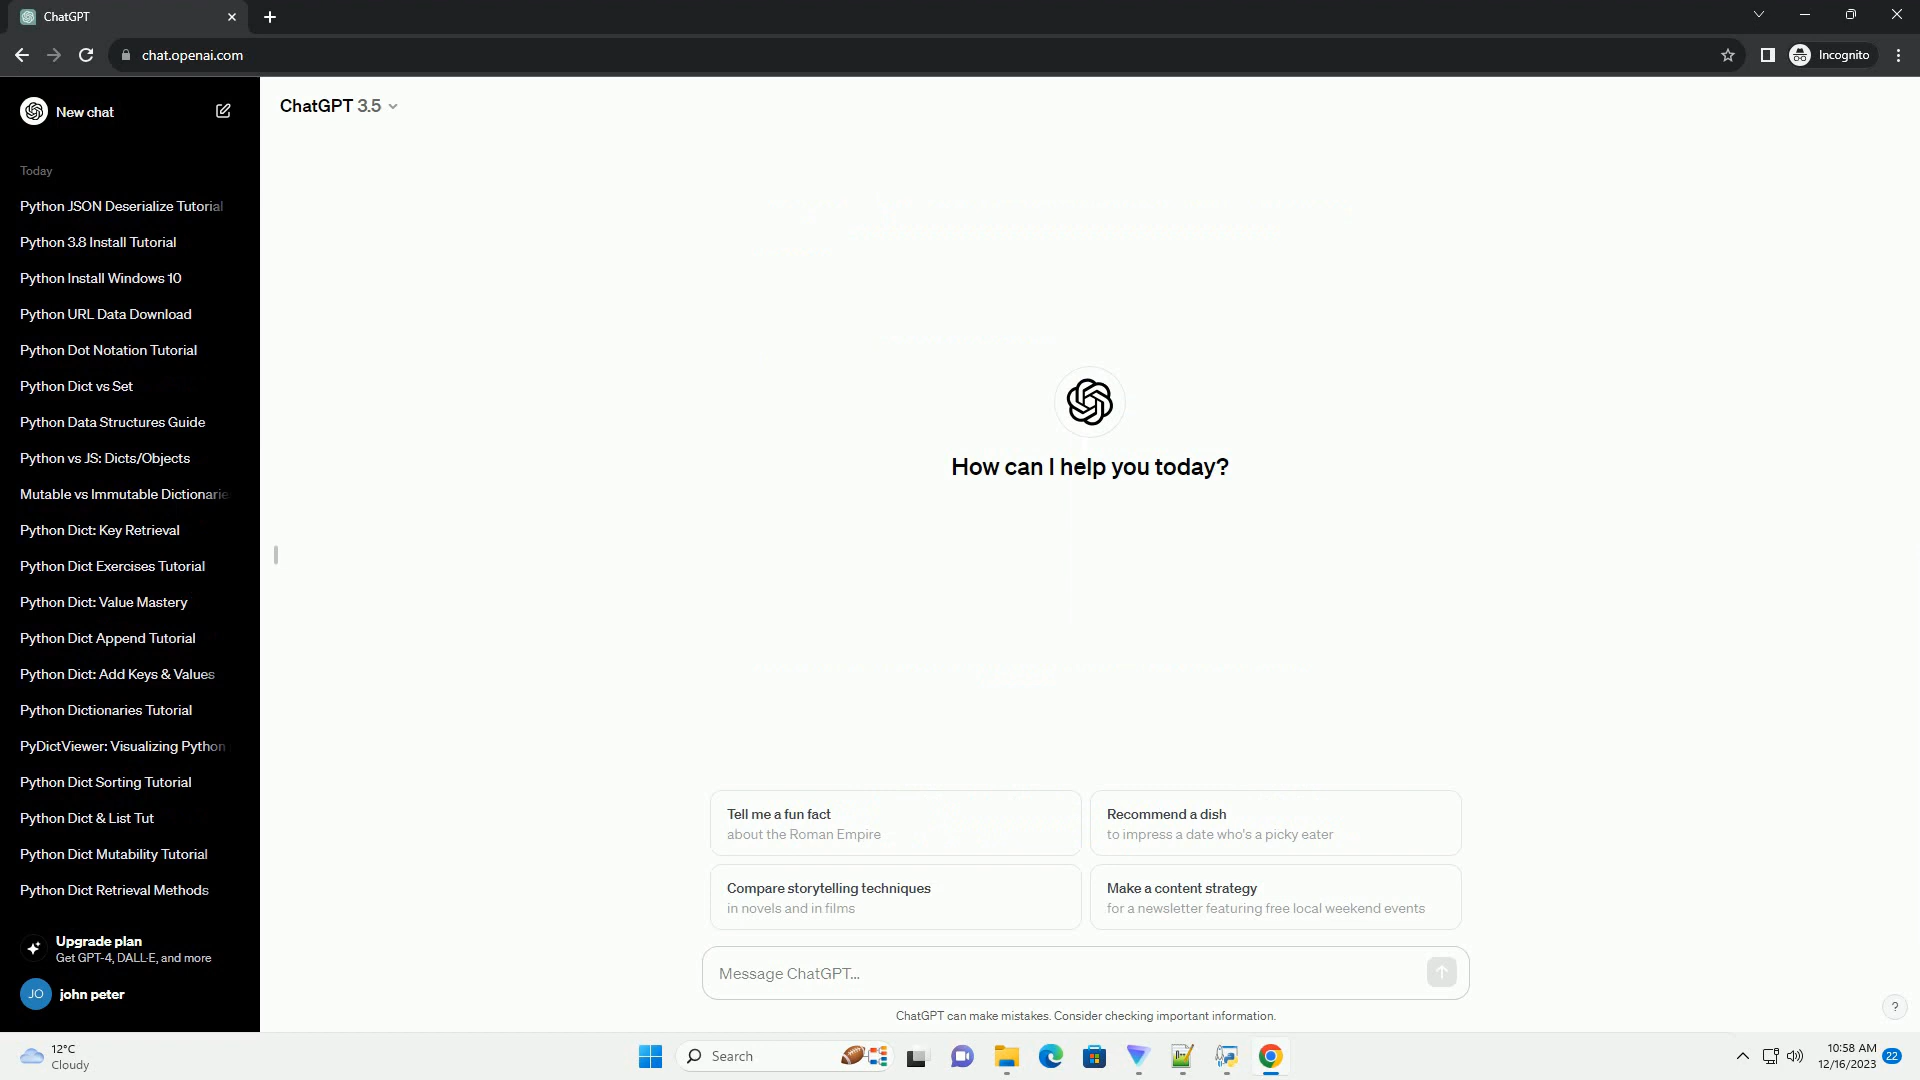 ChatGPT
chat.openai.com
Incognito
New chat
ChatGPT 3.5
Today
Python JSON Deserialize Tutorial
Python 3.8 Install Tutorial
Python Install Windows 10
Python URL Data Download
Python Dot Notation Tutorial
Python Dict vs Set
Python Data Structures Guide
Python vs JS: Dicts/Objects
Mutable vs Immutable Dictionarie
Python Dict: Key Retrieval
Python Dict Exercises Tutorial
Python Dict: Value Mastery
Python Dict Append Tutorial
Python Dict: Add Keys & Values
Python Dictionaries Tutorial
PyDictViewer: Visualizing Python
Python Dict Sorting Tutorial
Python Dict & List Tut
Python Dict Mutability Tutorial
Python Dict Retrieval Methods
Upgrade plan
Get GPT-4, DALL·E, and more
JO john peter
How can I help you today?
Tell me a fun fact
about the Roman Empire
Recommend a dish
to impress a date who's a picky eater
Compare storytelling techniques
in novels and in films
Make a content strategy
for a newsletter featuring free local weekend events
Message ChatGPT...
ChatGPT can make mistakes. Consider checking important information.
?
12°C
Cloudy
Search
10:58 AM
12/16/2023
22